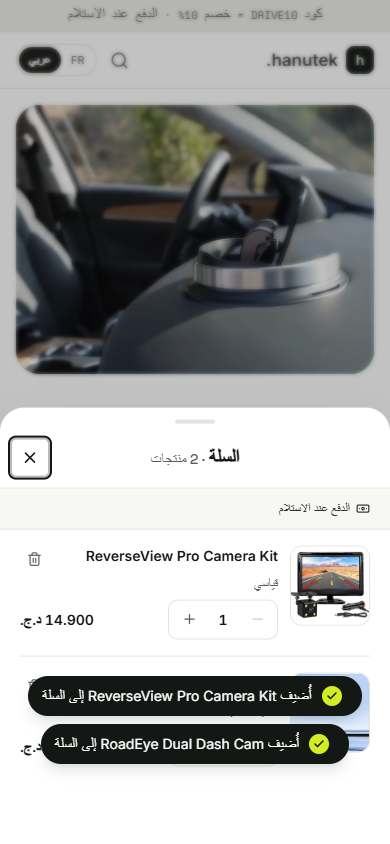 كود DRIVE10 = خصم 10% · الدفع عند الاستلام
hanutek.
h
FR
عربي
السلة · 2 منتجات
الدفع عند الاستلام
ReverseView Pro Camera Kit
قياسي
1
14.900 د.ج.
أُضيف ReverseView Pro Camera Kit إلى السلة
أُضيف RoadEye Dual Dash Cam إلى السلة
د.ج.